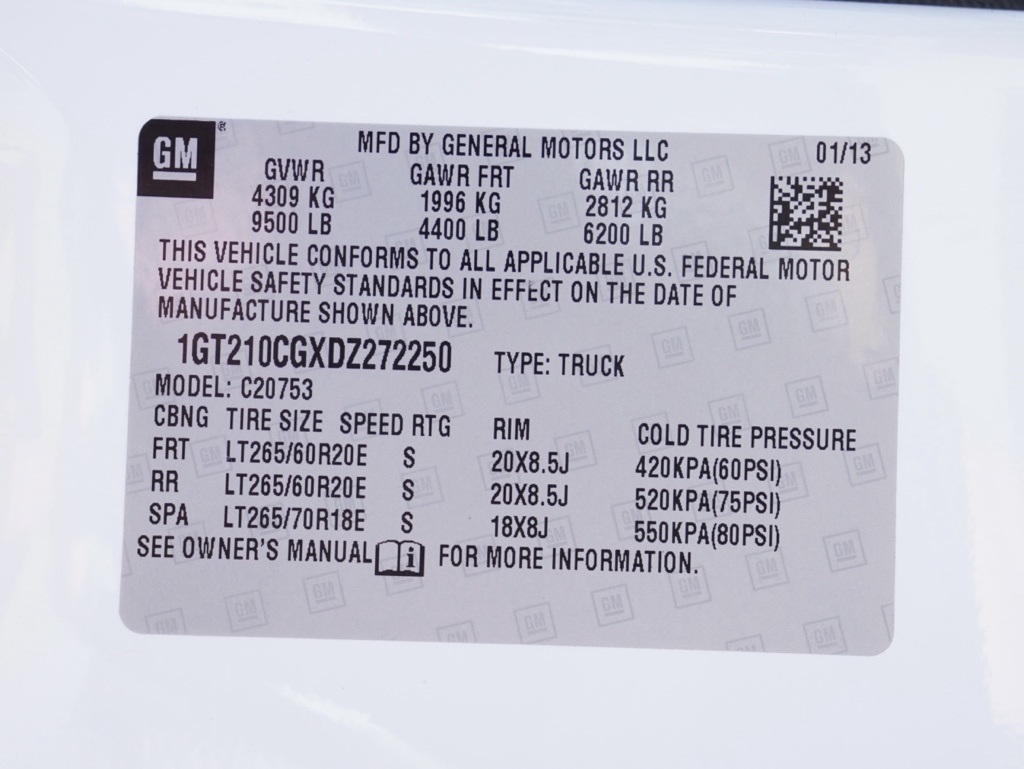 GM®
MFD BY GENERAL MOTORS LLC 01/13
GVWR GAWR FRT GAWR RR
4309 KG 1996 KG 2812 KG
9500 LB 4400 LB 6200 LB
THIS VEHICLE CONFORMS TO ALL APPLICABLE U.S. FEDERAL MOTOR
VEHICLE SAFETY STANDARDS IN EFFECT ON THE DATE OF
MANUFACTURE SHOWN ABOVE.
1GT210CGXDZ272250 TYPE: TRUCK
MODEL: C20753
CBNG TIRE SIZE SPEED RTG RIM COLD TIRE PRESSURE
FRT LT265/60R20E S 20X8.5J 420KPA(60PSI)
RR LT265/60R20E S 20X8.5J 520KPA(75PSI)
SPA LT265/70R18E S 18X8J 550KPA(80PSI)
SEE OWNER'S MANUAL i FOR MORE INFORMATION.